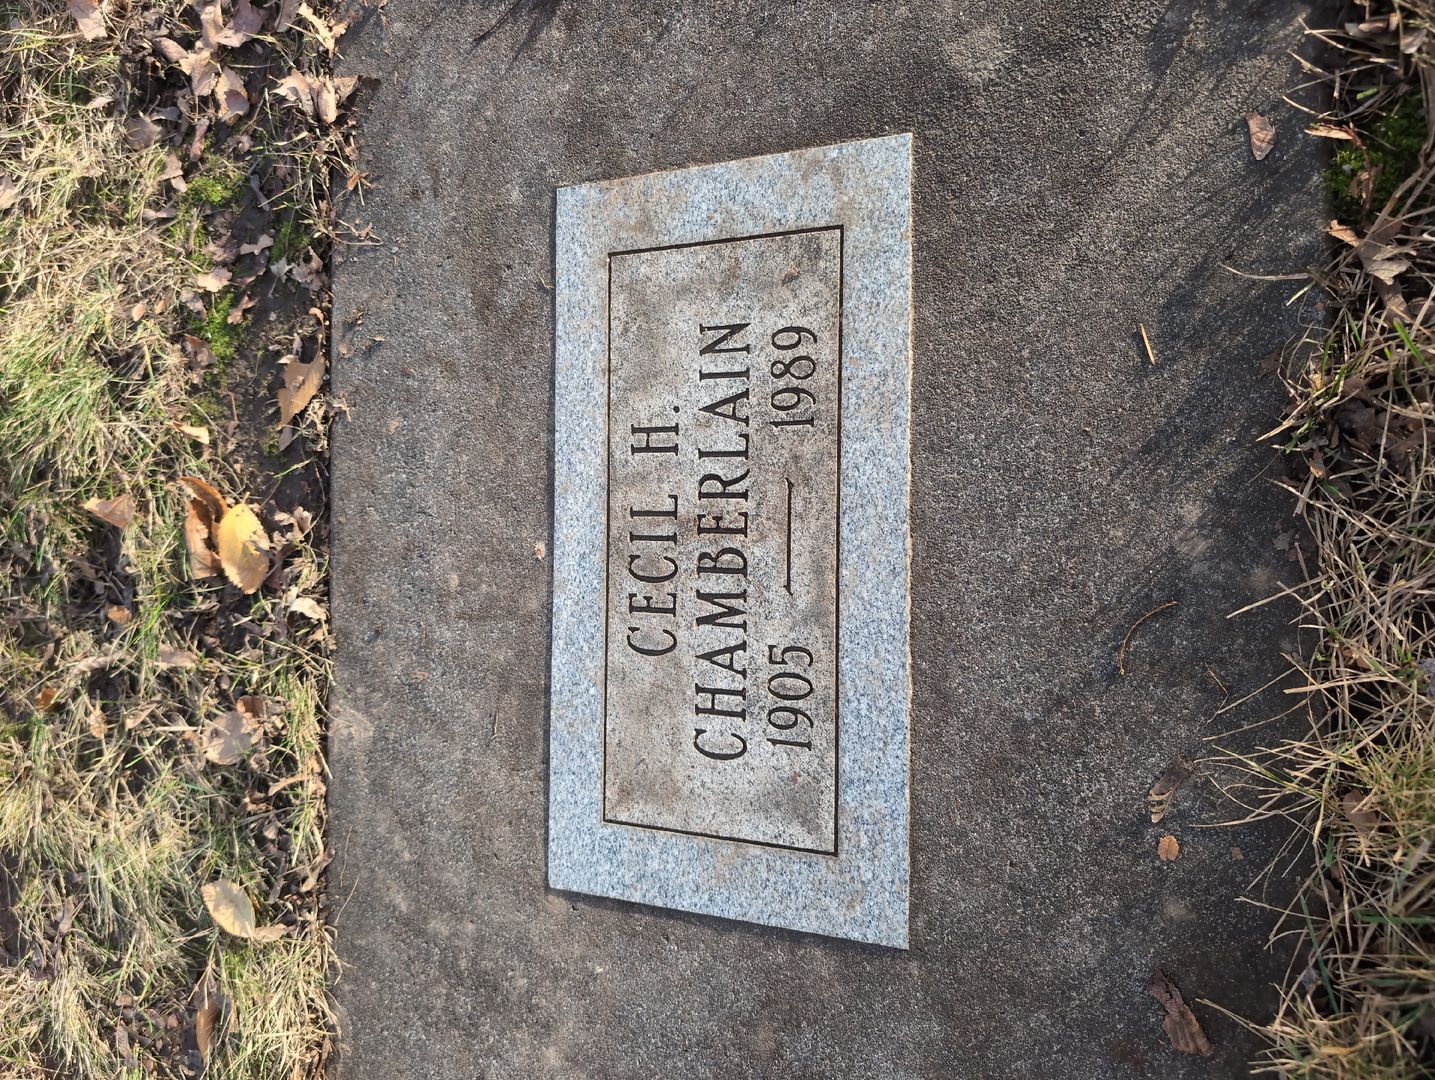 CECIL H.
CHAMBERLAIN
1905 — 1989